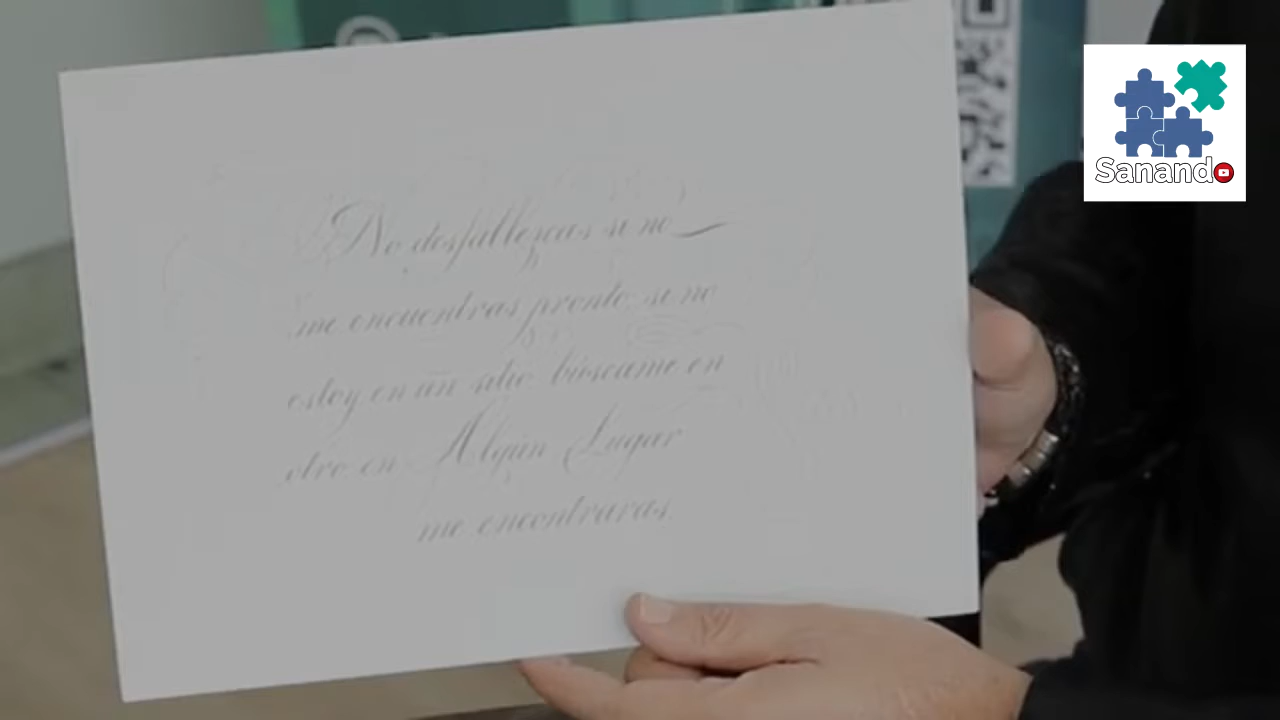 No desfallezcas si no
me encuentras pronto, si no
estoy en un sitio búscame en
otro en Algún Lugar
me encontraras.
Sanando